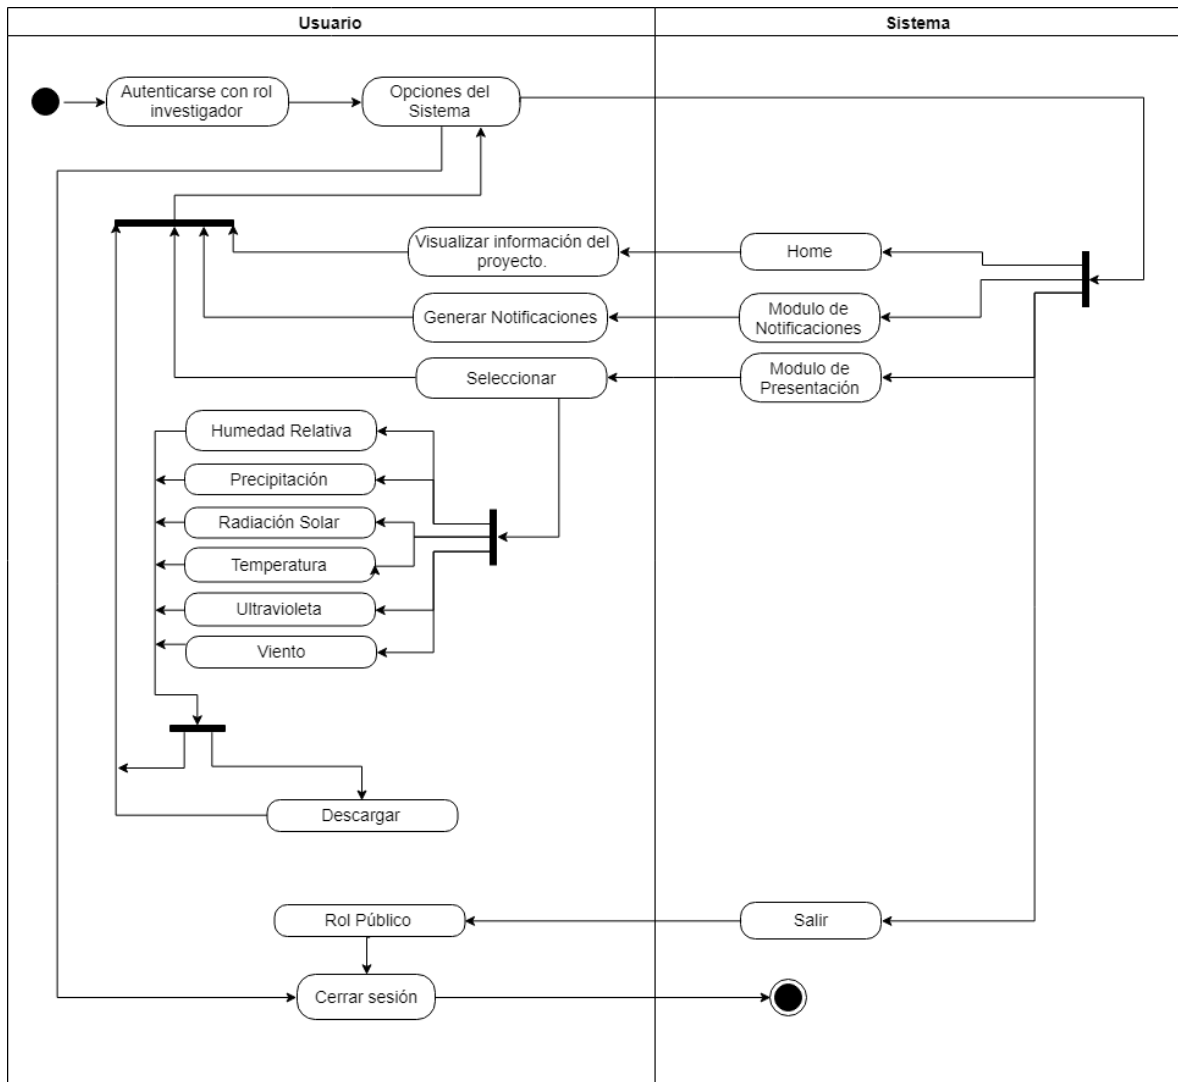 Usuario
Sistema
Autenticarse con rol
investigador
Opciones del
Sistema
Visualizar información del
proyecto.
Home
Generar Notificaciones
Modulo de
Notificaciones
Seleccionar
Modulo de
Presentación
Humedad Relativa
Precipitación
Radiación Solar
Temperatura
Ultravioleta
Viento
Descargar
Rol Público
Salir
Cerrar sesión